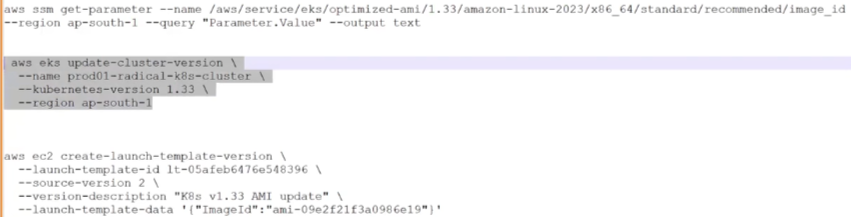 aws ssm get-parameter --name /aws/service/eks/optimized-ami/1.33/amazon-linux-2023/x86_64/standard/recommended/image_id
--region ap-south-1 --query "Parameter.Value" --output text
aws eks update-cluster-version \
--name prod01-radical-k8s-cluster \
--kubernetes-version 1.33 \
--region ap-south-1
aws ec2 create-launch-template-version \
--launch-template-id lt-05afeb6476e548396 \
--source-version 2 \
--version-description "K8s v1.33 AMI update" \
--launch-template-data '{"ImageId":"ami-09e2f21f3a0986e19"}'